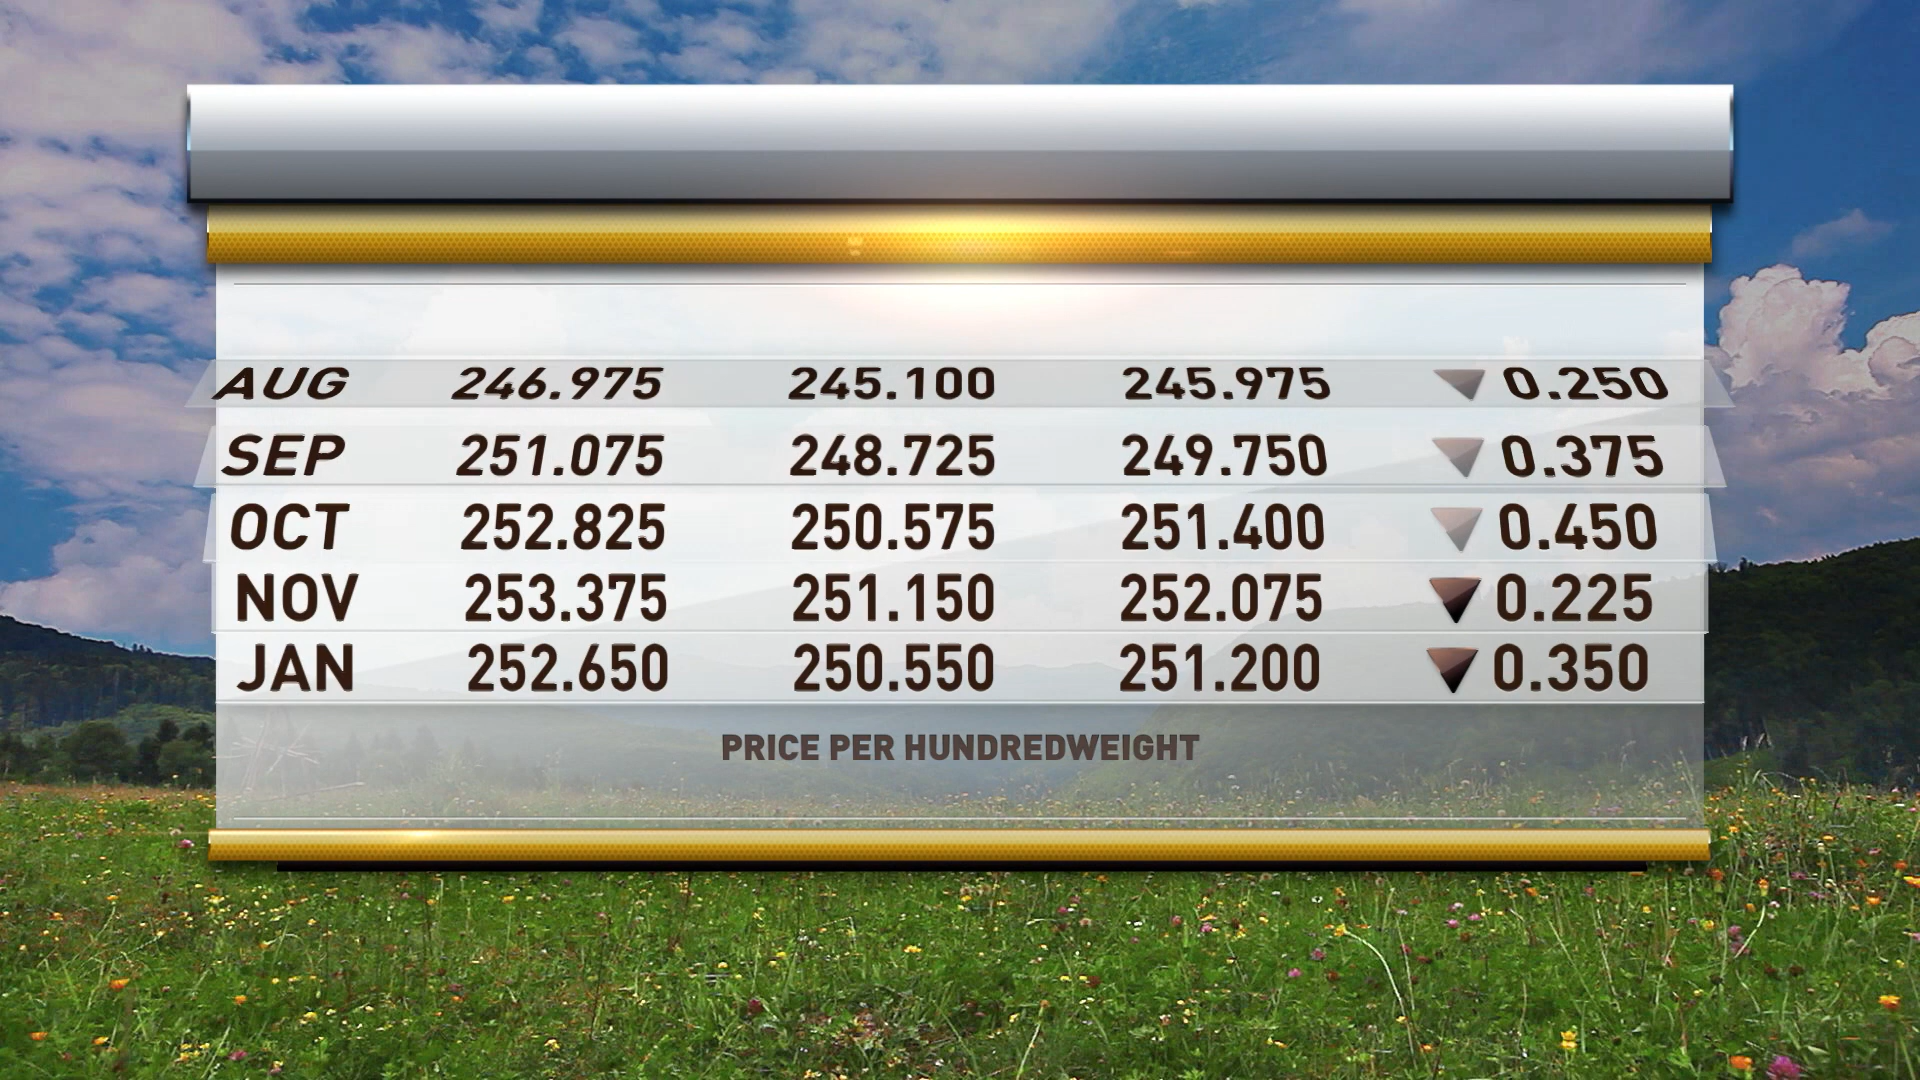 AUG 246.975 245.100 245.975 ▼ 0.250
SEP 251.075 248.725 249.750 ▼ 0.375
OCT 252.825 250.575 251.400 ▼ 0.450
NOV 253.375 251.150 252.075 ▼ 0.225
JAN 252.650 250.550 251.200 ▼ 0.350
PRICE PER HUNDREDWEIGHT